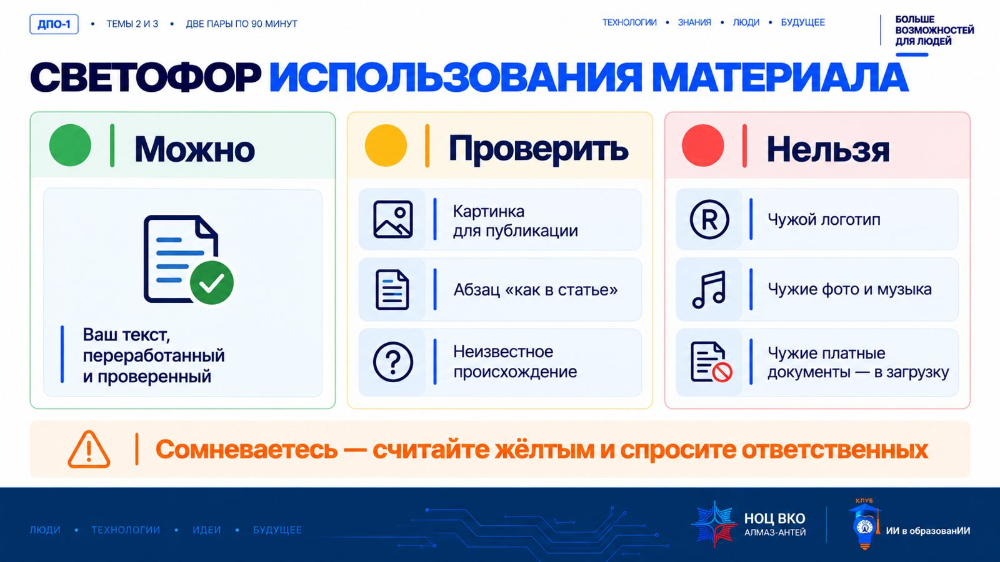 ДПО-1 • ТЕМЫ 2 И 3 • ДВЕ ПАРЫ ПО 90 МИНУТ
ТЕХНОЛОГИИ • ЗНАНИЯ • ЛЮДИ • БУДУЩЕЕ
БОЛЬШЕ
ВОЗМОЖНОСТЕЙ
ДЛЯ ЛЮДЕЙ
СВЕТОФОР ИСПОЛЬЗОВАНИЯ МАТЕРИАЛА
Можно
Ваш текст,
переработанный
и проверенный
Проверить
Картинка
для публикации
Абзац «как в статье»
?
Неизвестное
происхождение
Нельзя
R
Чужой логотип
Чужие фото и музыка
Чужие платные
документы — в загрузку
!
Сомневаетесь — считайте жёлтым и спросите ответственных
ЛЮДИ • ТЕХНОЛОГИИ • ИДЕИ • БУДУЩЕЕ
НОЦ ВКО
АЛМАЗ-АНТЕЙ
КЛУБ
ИИ в образованИИ